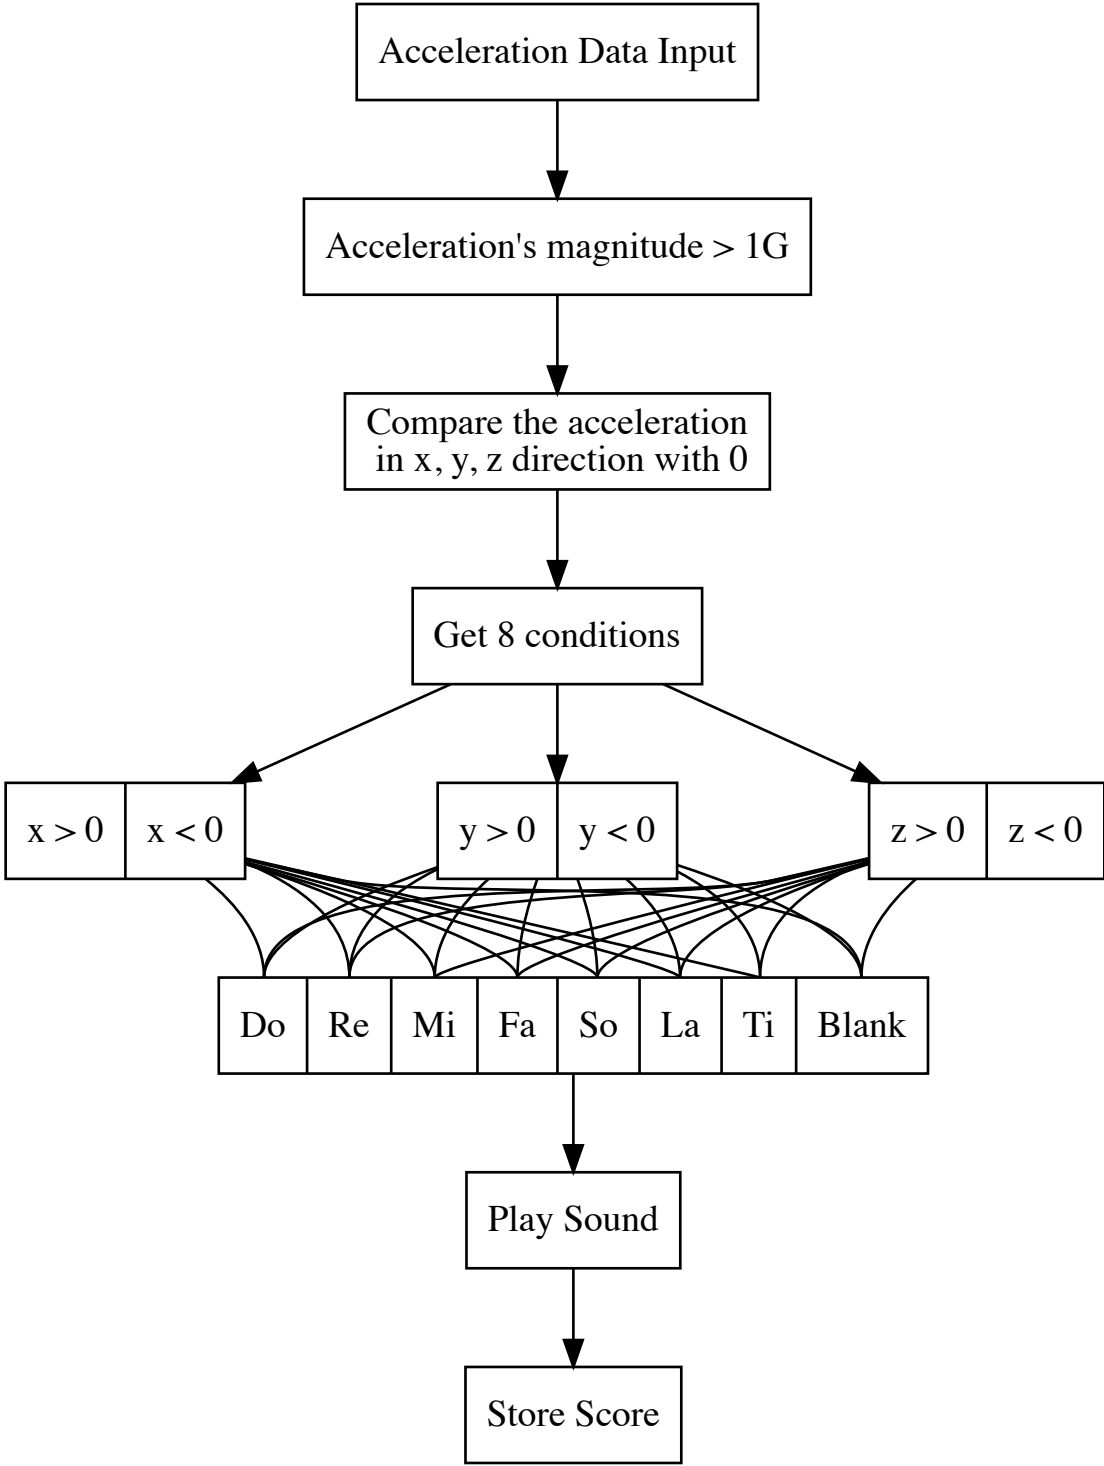 Acceleration Data Input
Acceleration's magnitude > 1G
Compare the acceleration
in x, y, z direction with 0
Get 8 conditions
x > 0
x < 0
y > 0
y < 0
z > 0
z < 0
Do
Re
Mi
Fa
So
La
Ti
Blank
Play Sound
Store Score